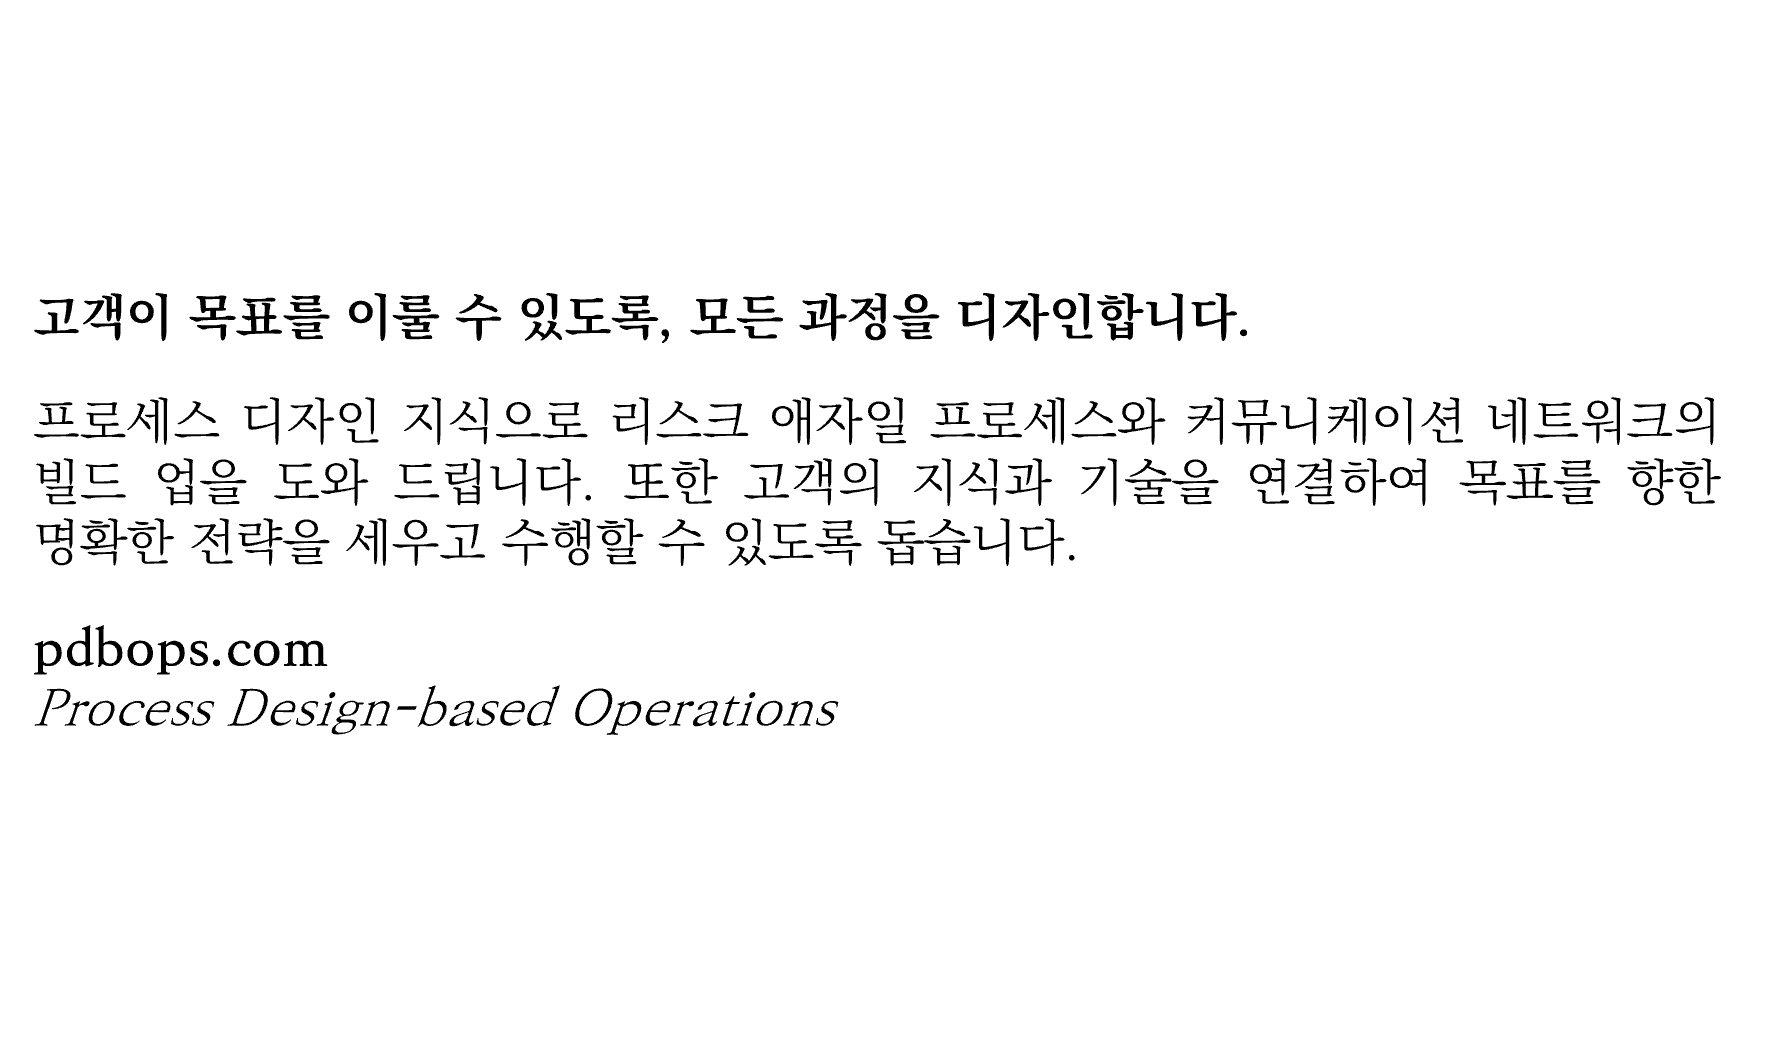 고객이 목표를 이룰 수 있도록, 모든 과정을 디자인합니다.
프로세스 디자인 지식으로 리스크 애자일 프로세스와 커뮤니케이션 네트워크의
빌드 업을 도와 드립니다. 또한 고객의 지식과 기술을 연결하여 목표를 향한
명확한 전략을 세우고 수행할 수 있도록 돕습니다.
pdbops.com
Process Design-based Operations